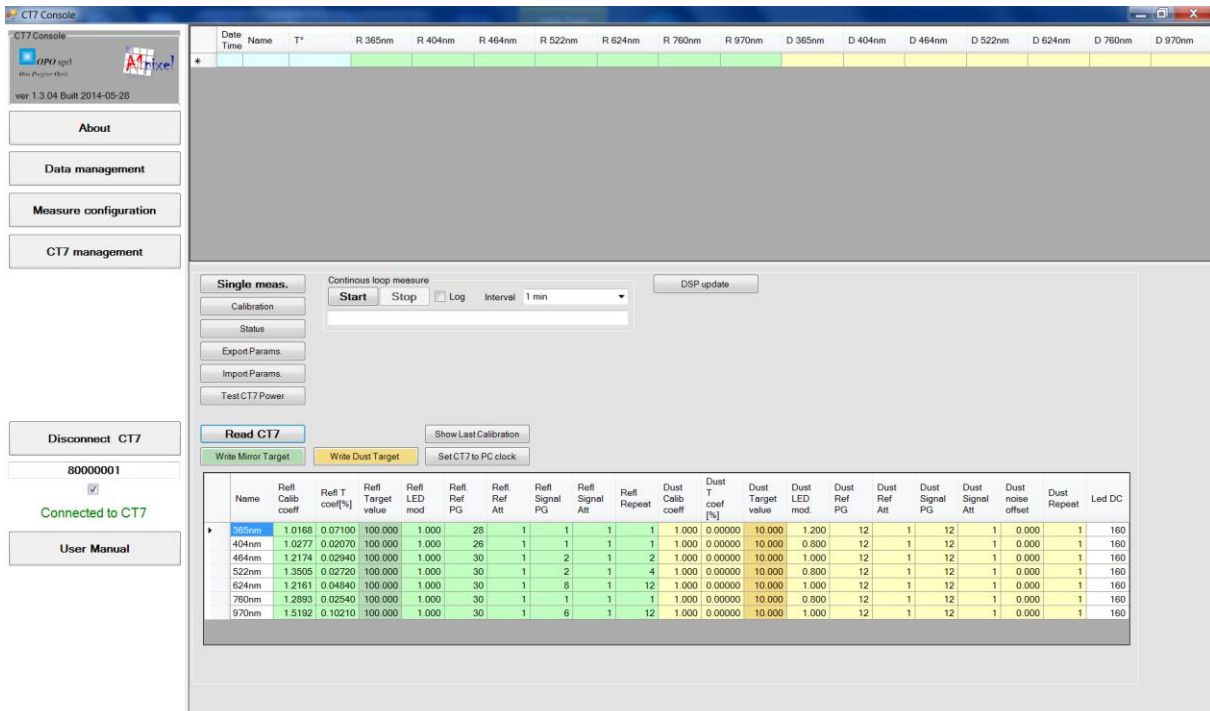 CT7 Console
CT7 Console
OPO sprl
A4pixel
ver 1.3.04 Built 2014-05-28
About
Data management
Measure configuration
CT7 management
Disconnect CT7
80000001
Connected to CT7
User Manual
Date Time Name T° R 365nm R 404nm R 464nm R 522nm R 624nm R 760nm R 970nm D 365nm D 404nm D 464nm D 522nm D 624nm D 760nm D 970nm
*
Single meas.
Calibration
Status
Export Params.
Import Params.
Test CT7 Power
Continous loop measure
Start Stop Log Interval 1 min
DSP update
Read CT7 Show Last Calibration
Write Mirror Target Write Dust Target Set CT7 to PC clock
Name Refl Calib coeff Refl T coef[%] Refl Target value Refl LED mod Refl. Ref PG Refl. Ref Att Refl Signal PG Refl Signal Att Refl Repeat Dust Calib coeff Dust T coef [%] Dust Target value Dust LED mod. Dust Ref PG Dust Ref Att Dust Signal PG Dust Signal Att Dust noise offset Dust Repeat Led DC
365nm 1.0168 0.07100 100.000 1.000 28 1 1 1 1 1.000 0.00000 10.000 1.200 12 1 12 1 0.000 1 160
404nm 1.0277 0.02070 100.000 1.000 26 1 1 1 1 1.000 0.00000 10.000 0.800 12 1 12 1 0.000 1 160
464nm 1.2174 0.02940 100.000 1.000 30 1 2 1 2 1.000 0.00000 10.000 1.000 12 1 12 1 0.000 1 160
522nm 1.3505 0.02720 100.000 1.000 30 1 2 1 4 1.000 0.00000 10.000 0.800 12 1 12 1 0.000 1 160
624nm 1.2161 0.04840 100.000 1.000 30 1 8 1 12 1.000 0.00000 10.000 1.000 12 1 12 1 0.000 1 160
760nm 1.2893 0.02540 100.000 1.000 30 1 1 1 1 1.000 0.00000 10.000 0.800 12 1 12 1 0.000 1 160
970nm 1.5192 0.10210 100.000 1.000 30 1 6 1 12 1.000 0.00000 10.000 1.000 12 1 12 1 0.000 1 160